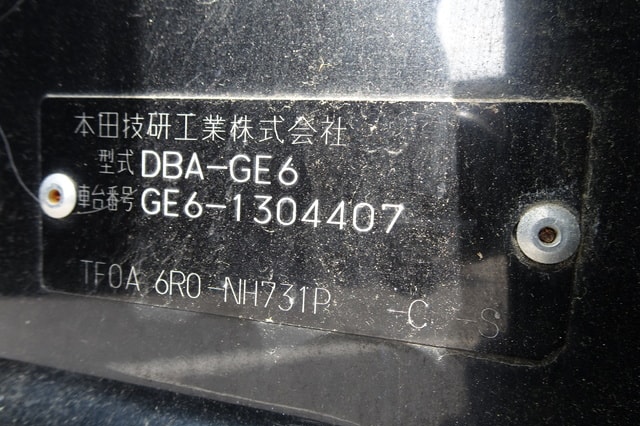 本田技研工業株式会社
型式 DBA-GE6
車台番号 GE6-1304407
TF0A 6R0-NH731P -C -S